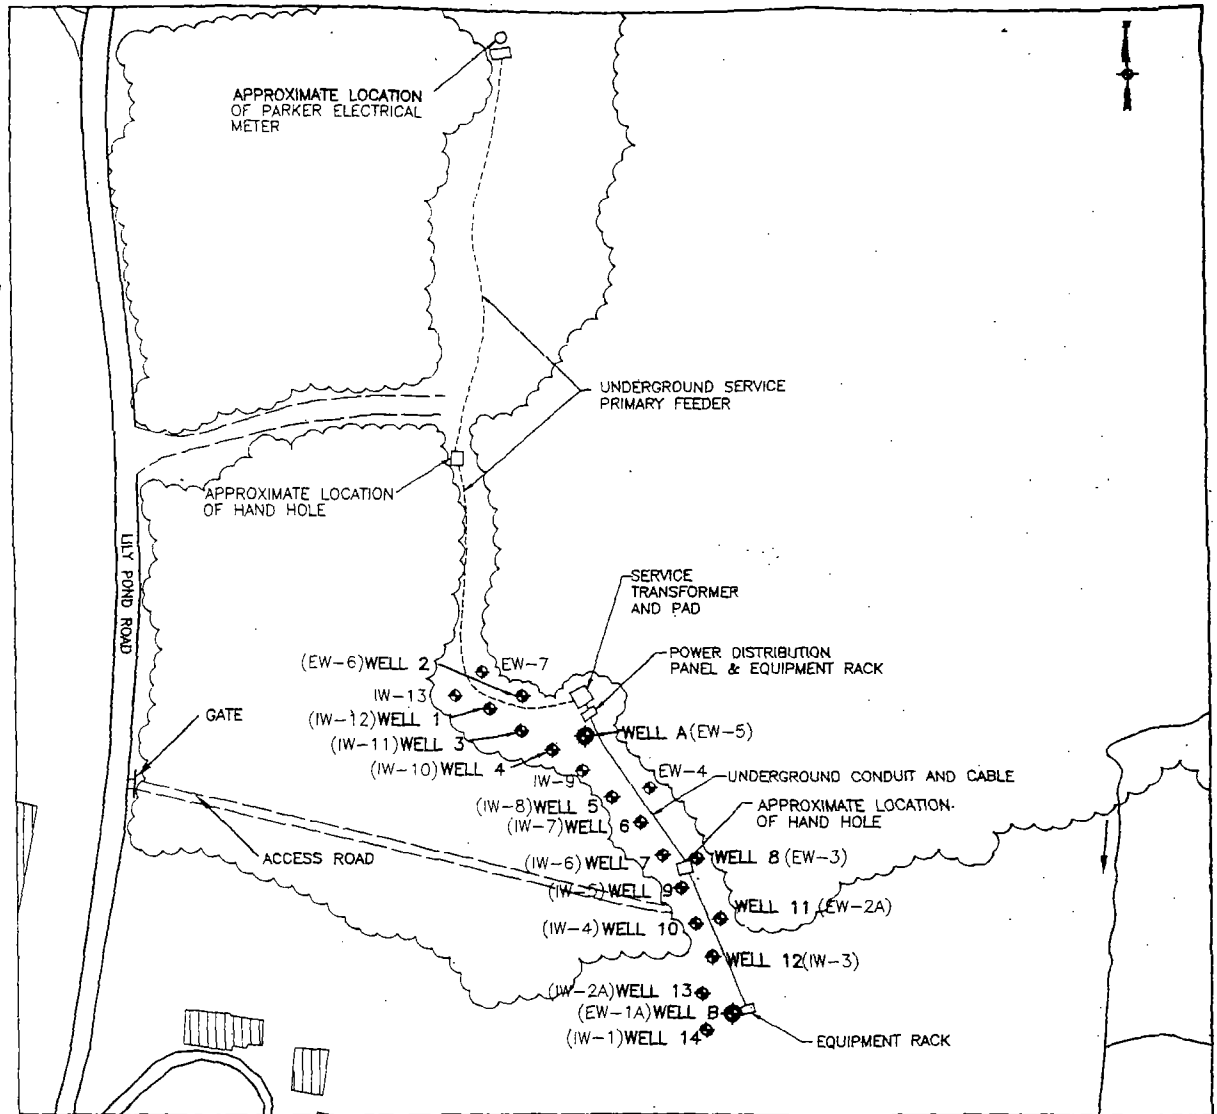 APPROXIMATE LOCATION
OF PARKER ELECTRICAL
METER
UNDERGROUND SERVICE
PRIMARY FEEDER
APPROXIMATE LOCATION
OF HAND HOLE
LILY POND ROAD
SERVICE
TRANSFORMER
AND PAD
POWER DISTRIBUTION
PANEL & EQUIPMENT RACK
(EW-6)WELL 2
EW-7
IW-13
(IW-12)WELL 1
GATE
(IW-11)WELL 3
WELL A(EW-5)
(IW-10)WELL 4
IW-9
EW-4
UNDERGROUND CONDUIT AND CABLE
(IW-8)WELL 5
APPROXIMATE LOCATION
OF HAND HOLE
(IW-7)WELL 6
ACCESS ROAD
(IW-6)WELL 7
WELL 8 (EW-3)
(IW-5)WELL 9
WELL 11 (EW-2A)
(IW-4)WELL 10
WELL 12(IW-3)
(IW-2A)WELL 13
(EW-1A)WELL B
(IW-1)WELL 14
EQUIPMENT RACK